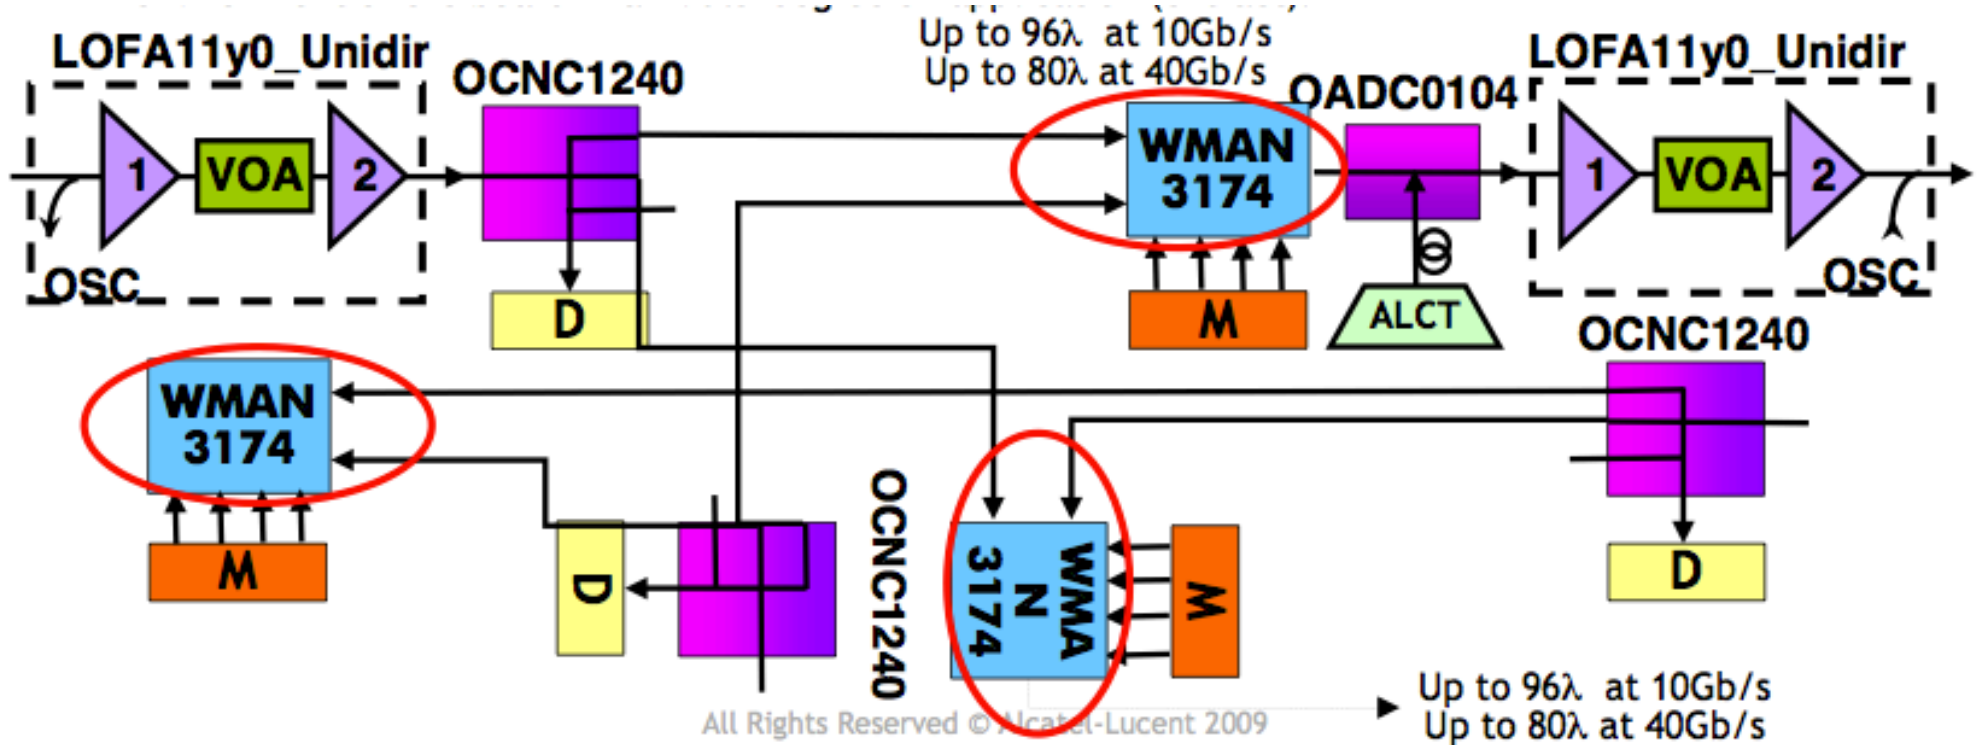 LOFA11y0_Unidir
OCNC1240
Up to 96λ at 10Gb/s
Up to 80λ at 40Gb/s
OADC0104
LOFA11y0_Unidir
1
VOA
2
WMAN
3174
1
VOA
2
OSC
D
M
ALCT
OSC
OCNC1240
WMAN
3174
M
D
OCNC1240
WMA
N
3174
M
D
Up to 96λ at 10Gb/s
Up to 80λ at 40Gb/s
All Rights Reserved © Alcatel-Lucent 2009